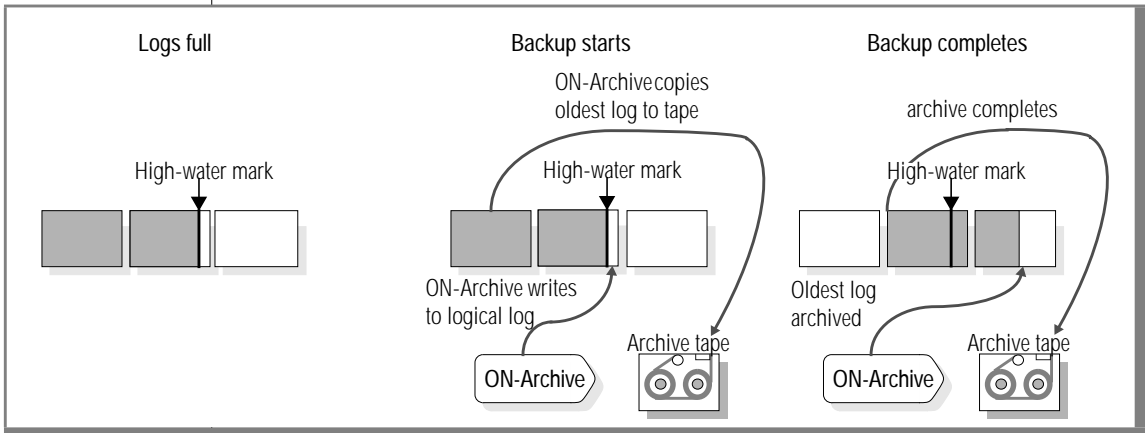 Logs full
Backup starts
Backup completes
ON-Archive copies
oldest log to tape
archive completes
High-water mark
High-water mark
High-water mark
ON-Archive writes
to logical log
Oldest log
archived
Archive tape
Archive tape
ON-Archive
ON-Archive